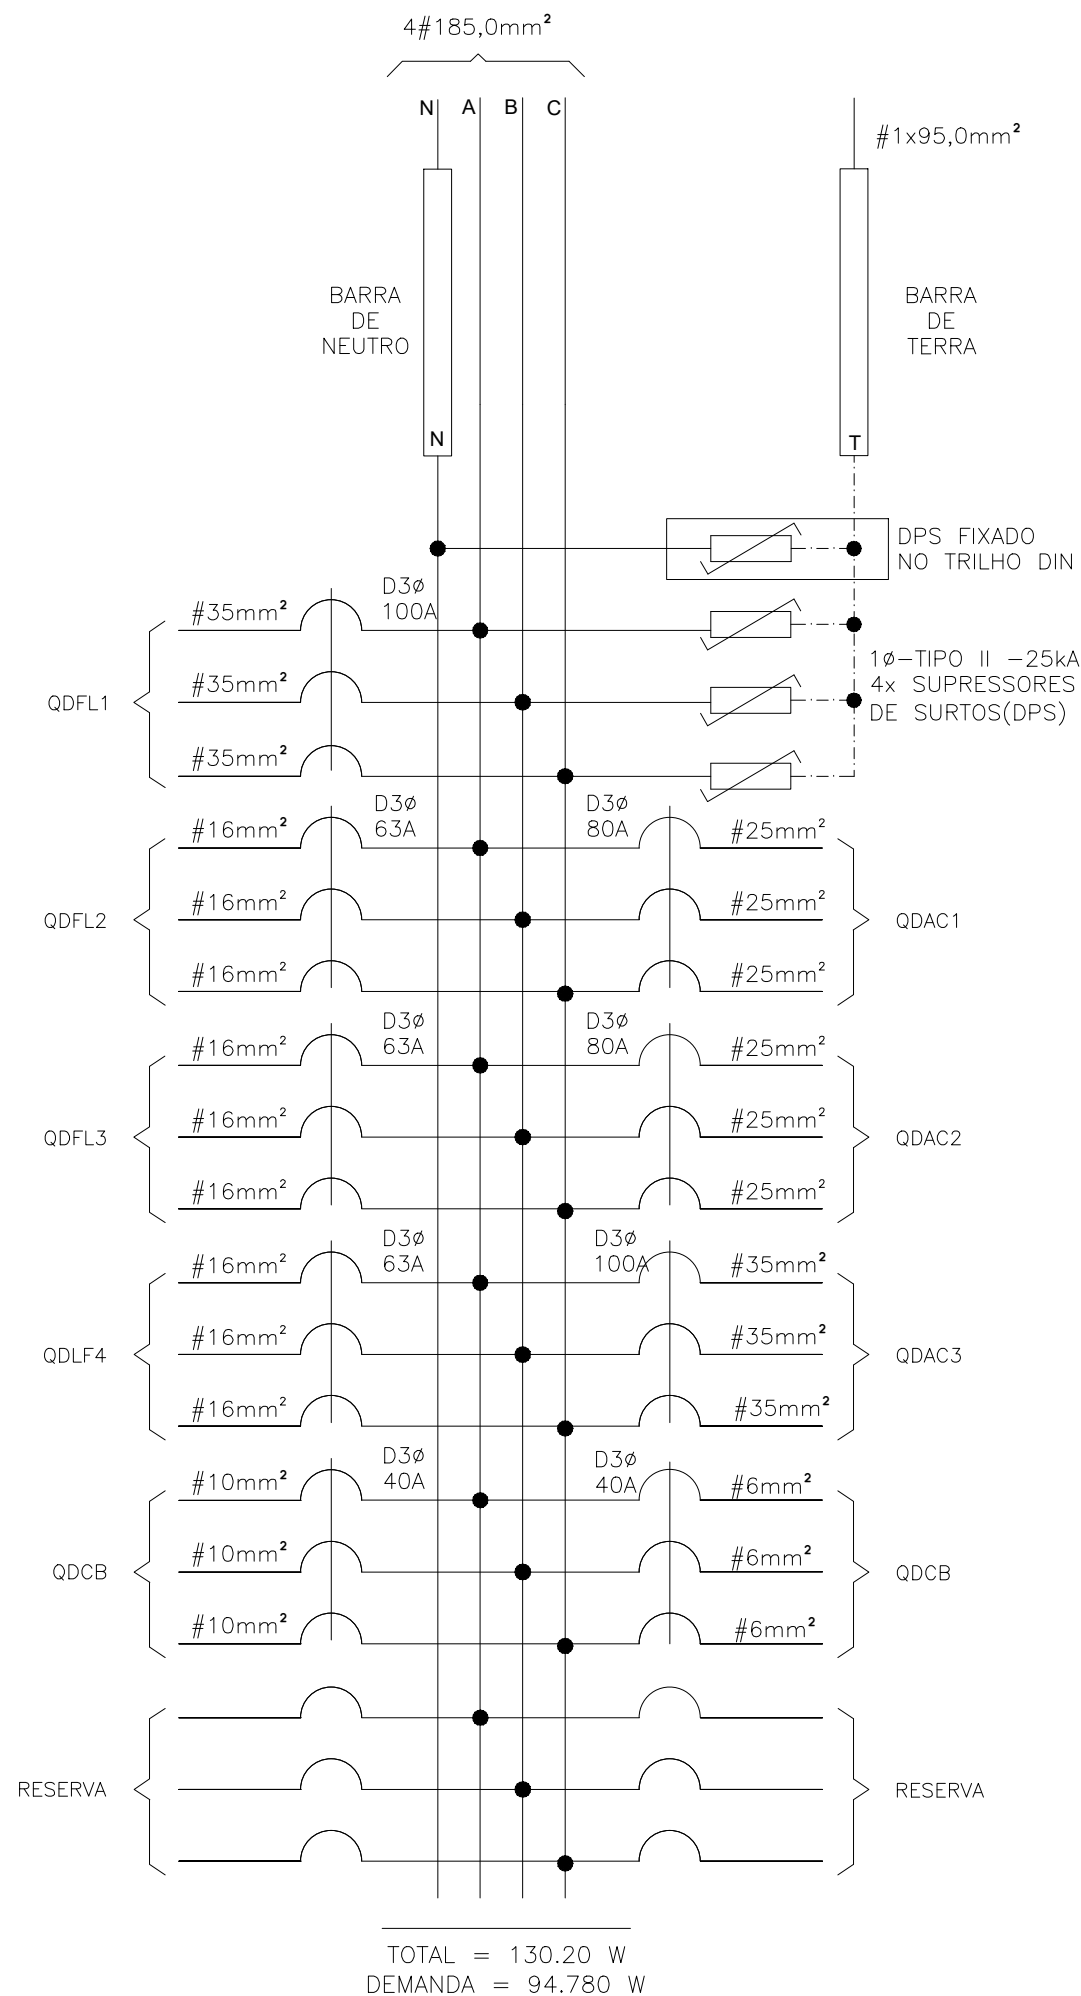 4#185,0mm²
N A B C
#1x95,0mm²
BARRA
DE
NEUTRO
BARRA
DE
TERRA
N
T
DPS FIXADO
NO TRILHO DIN
D3ø
100A
#35mm²
#35mm²
#35mm²
QDFL1
1ø-TIPO II -25kA
4x SUPRESSORES
DE SURTOS(DPS)
D3ø
63A
#16mm²
#16mm²
#16mm²
QDFL2
D3ø
80A
#25mm²
#25mm²
#25mm²
QDAC1
D3ø
63A
#16mm²
#16mm²
#16mm²
QDFL3
D3ø
80A
#25mm²
#25mm²
#25mm²
QDAC2
D3ø
63A
#16mm²
#16mm²
#16mm²
QDLF4
D3ø
100A
#35mm²
#35mm²
#35mm²
QDAC3
D3ø
40A
#10mm²
#10mm²
#10mm²
QDCB
D3ø
40A
#6mm²
#6mm²
#6mm²
QDCB
RESERVA
RESERVA
TOTAL = 130.20 W
DEMANDA = 94.780 W